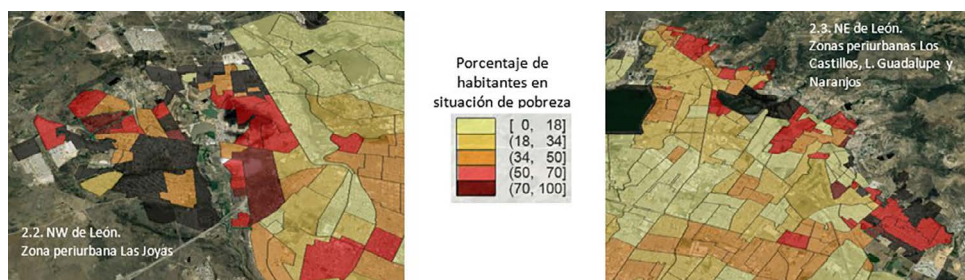 2.2. NW de León.
Zona periurbana Las Joyas
Porcentaje de
habitantes en
situación de pobreza
[ 0, 18]
(18, 34]
(34, 50]
(50, 70]
(70, 100]
2.3. NE de León.
Zonas periurbanas Los
Castillos, L. Guadalupe y
Naranjos